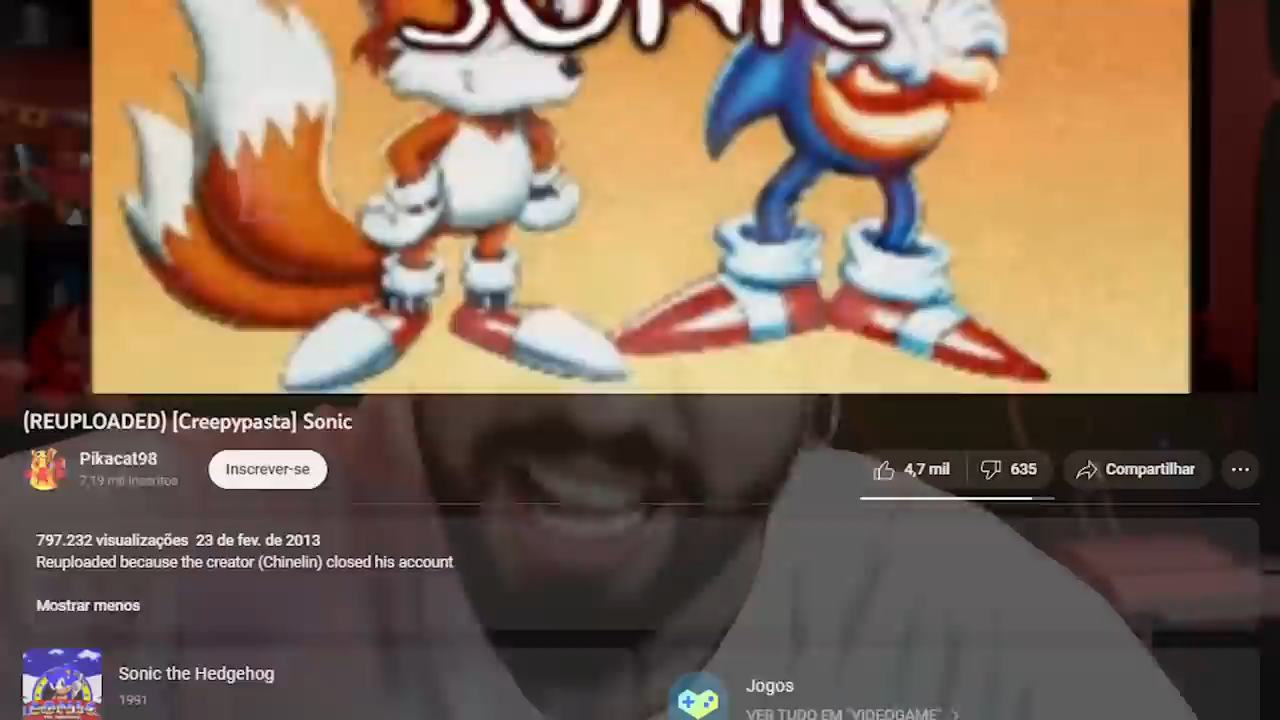 SONIC
(REUPLOADED) [Creepypasta] Sonic
Pikacat98
7,19 mil inscritos
Inscrever-se
4,7 mil
635
Compartilhar
797.232 visualizações 23 de fev. de 2013
Reuploaded because the creator (Chinelin) closed his account
Mostrar menos
Sonic the Hedgehog
1991
Jogos
VER TUDO EM "VIDEOGAME"